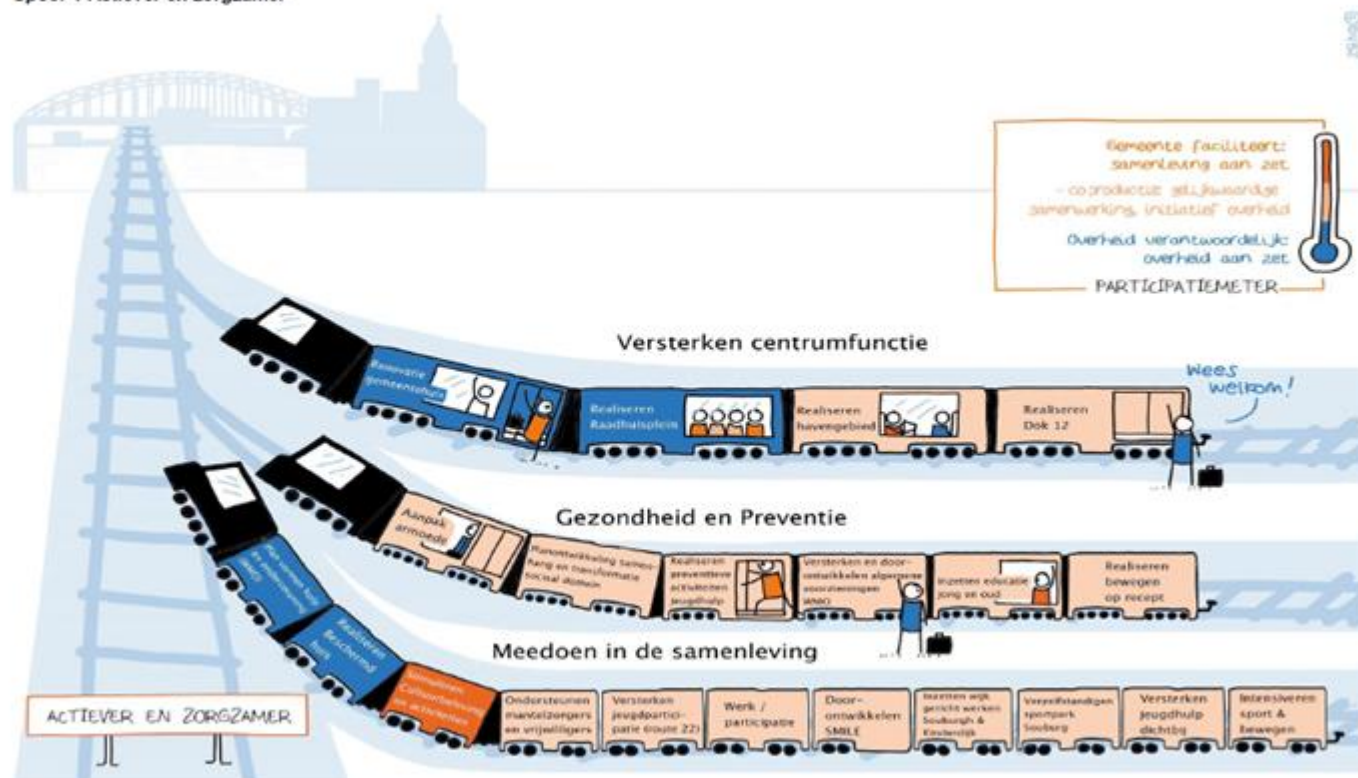 Actiever en Zorgzamer
Gemeente faciliteert:
samenleving aan zet
- coproductie gelijkwaardige
samenwerking, initiatief overheid
Overheid verantwoordelijk:
overheid aan zet
PARTICIPATIEMETER
Versterken centrumfunctie
Wees
welkom!
Renovatie
gemeentehuis
Realiseren
Raadhuisplein
Realiseren
havengebied
Realiseren
Dok 12
Gezondheid en Preventie
Aanpak
armoede
Planontwikkeling samen-
hang en transformatie
sociaal domein
Realiseren
preventieve
activiteiten
Jeugdhulp
Versterken en door-
ontwikkelen algemene
voorzieningen
Inzetten educatie
jong en oud
Realiseren
bewegen
op recept
Meedoen in de samenleving
Realiseren
Beschermd
Stimuleren
en activiteiten
Ondersteunen
mantelzorgers
en vrijwilligers
Versterken
jeugdpartici-
patie (route 22)
Werk /
participatie
Door-
ontwikkelen
SMILE
Inzetten wijk
gericht werken
Souburgh &
Kinderdijk
Verzelfstandigen
sportpark
Souburg
Versterken
Jeugdhulp
dichtbij
Intensiveren
sport &
bewegen
ACTIEVER EN ZORGZAMER